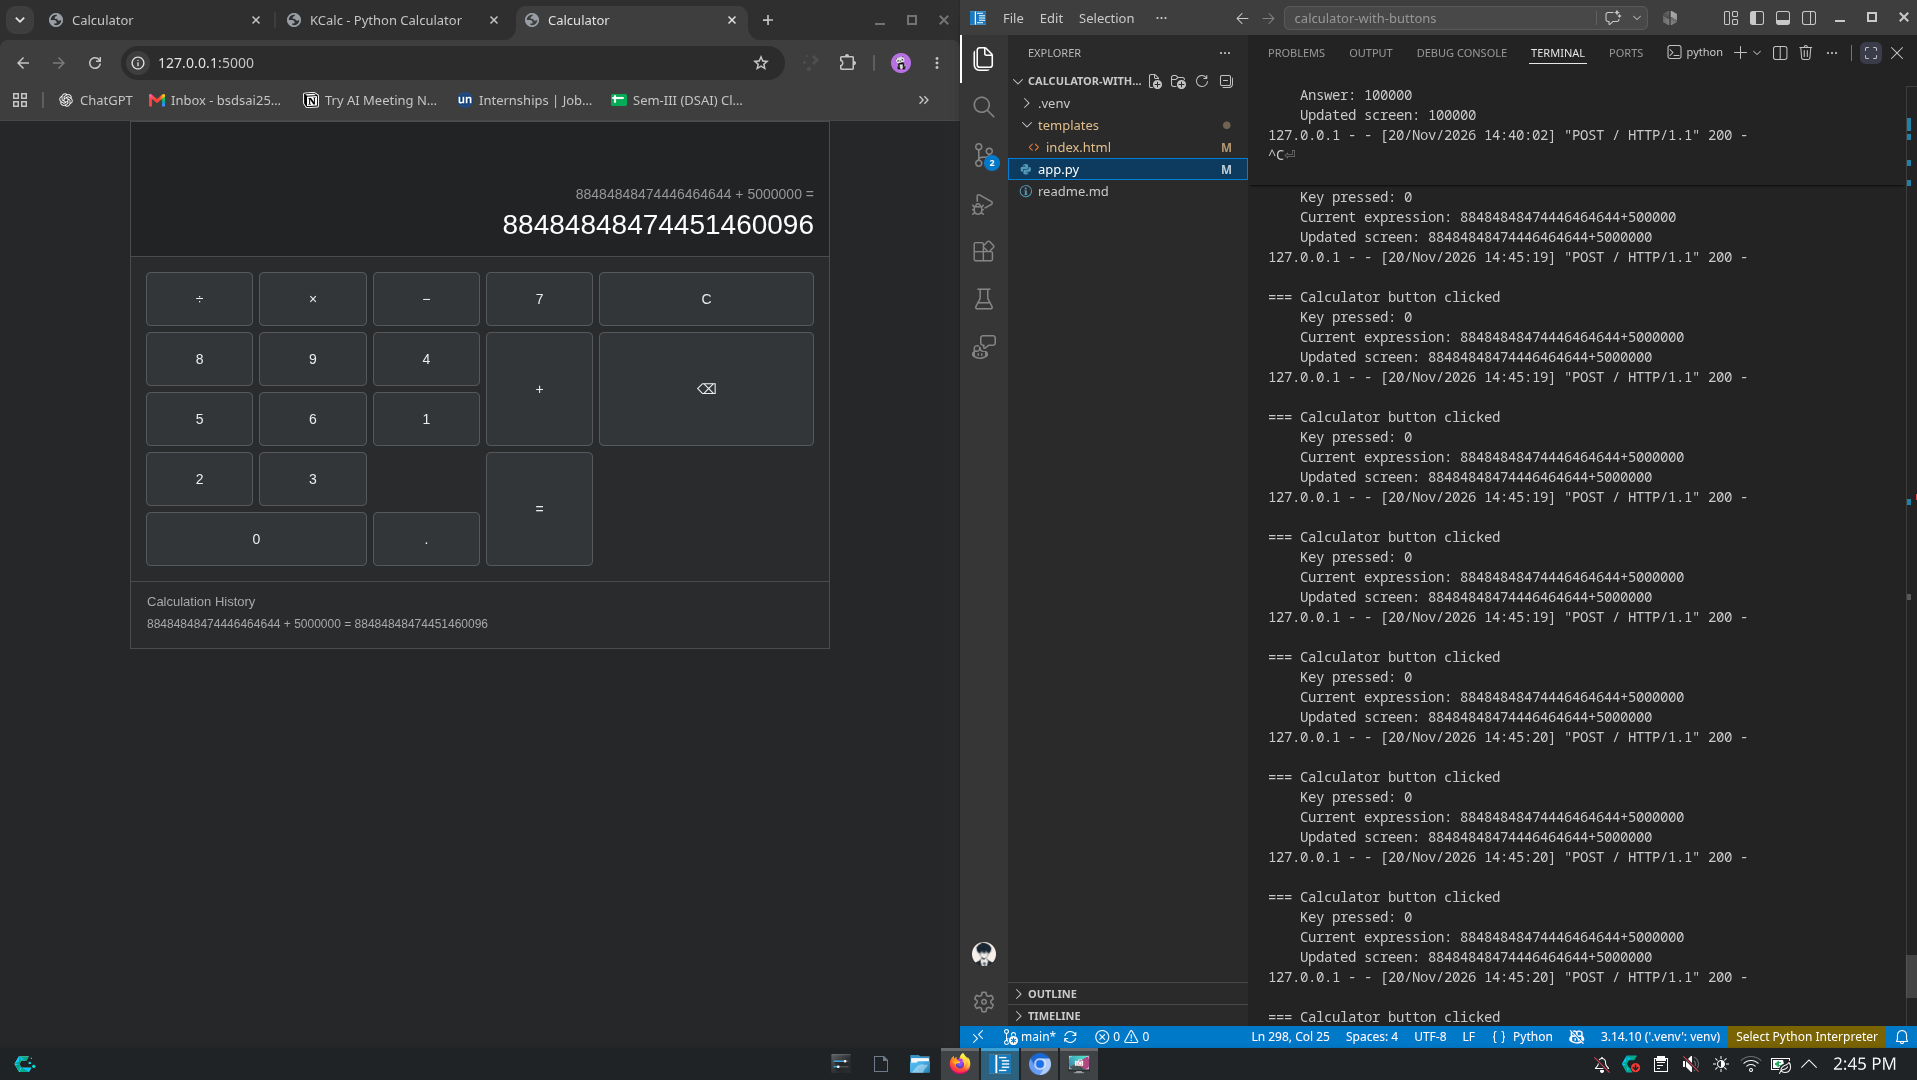 Calculator
KCalc - Python Calculator
Calculator
127.0.0.1:5000
ChatGPT
Inbox - bsdsai25...
Try AI Meeting N...
un Internships | Job...
Sem-III (DSAI) Cl...
88484848474446464644 + 5000000 =
88484848474451460096
÷ × − 7 C
8 9 4 + ⌫
5 6 1
2 3 =
0 .
Calculation History
88484848474446464644 + 5000000 = 88484848474451460096
File Edit Selection ···
calculator-with-buttons
EXPLORER
CALCULATOR-WITH...
.venv
templates
index.html M
app.py M
readme.md
2
OUTLINE
TIMELINE
PROBLEMS OUTPUT DEBUG CONSOLE TERMINAL PORTS
python
Answer: 100000
Updated screen: 100000
127.0.0.1 - - [20/Nov/2026 14:40:02] "POST / HTTP/1.1" 200 -
^C⏎
Key pressed: 0
Current expression: 88484848474446464644+500000
Updated screen: 88484848474446464644+5000000
127.0.0.1 - - [20/Nov/2026 14:45:19] "POST / HTTP/1.1" 200 -
=== Calculator button clicked
Key pressed: 0
Current expression: 88484848474446464644+5000000
Updated screen: 88484848474446464644+5000000
127.0.0.1 - - [20/Nov/2026 14:45:19] "POST / HTTP/1.1" 200 -
=== Calculator button clicked
Key pressed: 0
Current expression: 88484848474446464644+5000000
Updated screen: 88484848474446464644+5000000
127.0.0.1 - - [20/Nov/2026 14:45:19] "POST / HTTP/1.1" 200 -
=== Calculator button clicked
Key pressed: 0
Current expression: 88484848474446464644+5000000
Updated screen: 88484848474446464644+5000000
127.0.0.1 - - [20/Nov/2026 14:45:19] "POST / HTTP/1.1" 200 -
=== Calculator button clicked
Key pressed: 0
Current expression: 88484848474446464644+5000000
Updated screen: 88484848474446464644+5000000
127.0.0.1 - - [20/Nov/2026 14:45:20] "POST / HTTP/1.1" 200 -
=== Calculator button clicked
Key pressed: 0
Current expression: 88484848474446464644+5000000
Updated screen: 88484848474446464644+5000000
127.0.0.1 - - [20/Nov/2026 14:45:20] "POST / HTTP/1.1" 200 -
=== Calculator button clicked
Key pressed: 0
Current expression: 88484848474446464644+5000000
Updated screen: 88484848474446464644+5000000
127.0.0.1 - - [20/Nov/2026 14:45:20] "POST / HTTP/1.1" 200 -
=== Calculator button clicked
main* 0 0 Ln 298, Col 25 Spaces: 4 UTF-8 LF { } Python 3.14.10 ('.venv': venv) Select Python Interpreter
2:45 PM